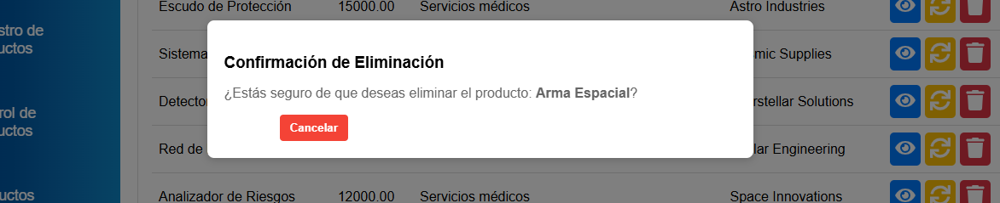 Escudo de Protección 15000.00 Servicios médicos Astro Industries
stro de
uctos
Confirmación de Eliminación
Sistema mic Supplies
¿Estás seguro de que deseas eliminar el producto: Arma Espacial?
Detector rstellar Solutions
rol de
uctos
Cancelar
Red de lar Engineering
uctos
Analizador de Riesgos 12000.00 Servicios médicos Space Innovations